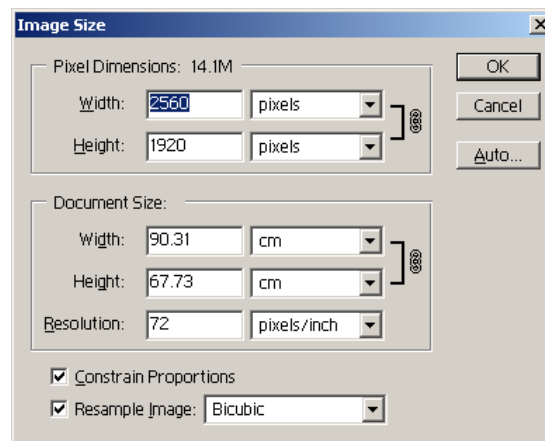 Image Size
Pixel Dimensions: 14.1M
OK
Width: 2560 pixels
Cancel
Height: 1920 pixels
Auto...
Document Size:
Width: 90.31 cm
Height: 67.73 cm
Resolution: 72 pixels/inch
Constrain Proportions
Resample Image: Bicubic